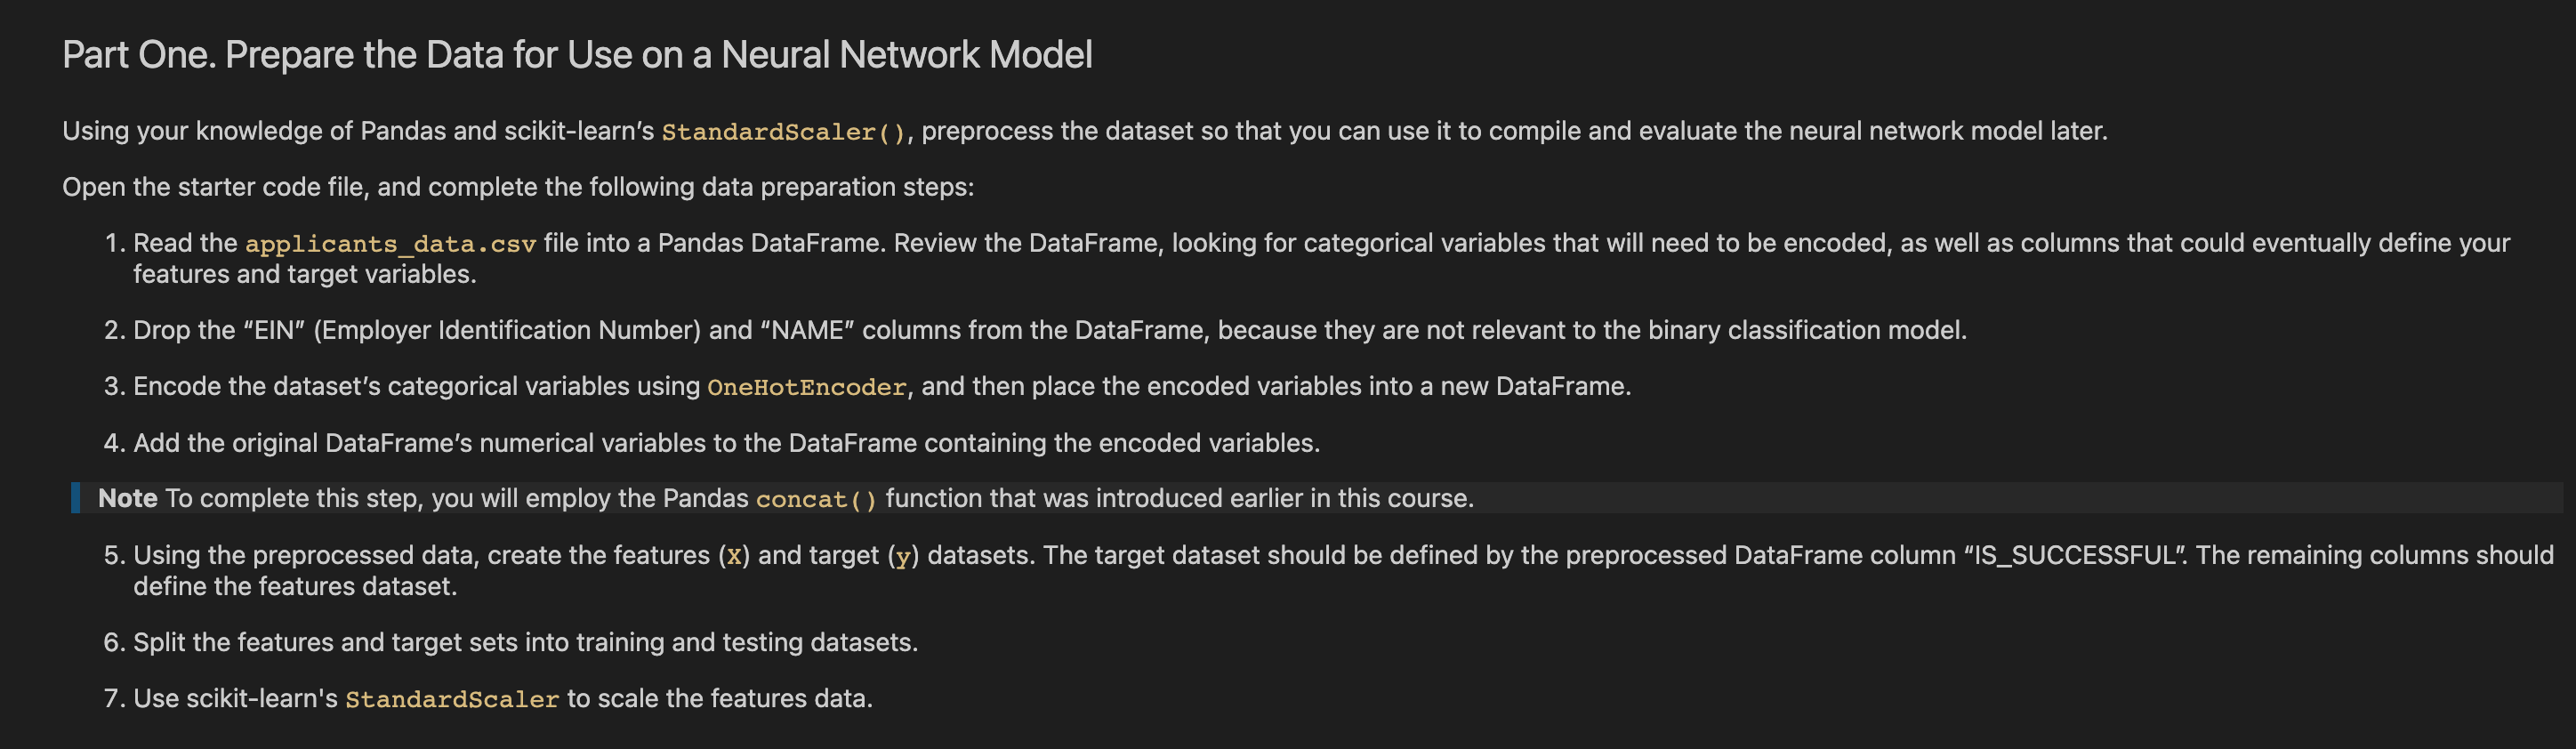 Part One. Prepare the Data for Use on a Neural Network Model
Using your knowledge of Pandas and scikit-learn’s StandardScaler(), preprocess the dataset so that you can use it to compile and evaluate the neural network model later.
Open the starter code file, and complete the following data preparation steps:
1. Read the applicants_data.csv file into a Pandas DataFrame. Review the DataFrame, looking for categorical variables that will need to be encoded, as well as columns that could eventually define your
features and target variables.
2. Drop the “EIN” (Employer Identification Number) and “NAME” columns from the DataFrame, because they are not relevant to the binary classification model.
3. Encode the dataset’s categorical variables using OneHotEncoder, and then place the encoded variables into a new DataFrame.
4. Add the original DataFrame’s numerical variables to the DataFrame containing the encoded variables.
Note To complete this step, you will employ the Pandas concat() function that was introduced earlier in this course.
5. Using the preprocessed data, create the features (X) and target (y) datasets. The target dataset should be defined by the preprocessed DataFrame column “IS_SUCCESSFUL”. The remaining columns should
define the features dataset.
6. Split the features and target sets into training and testing datasets.
7. Use scikit-learn's StandardScaler to scale the features data.